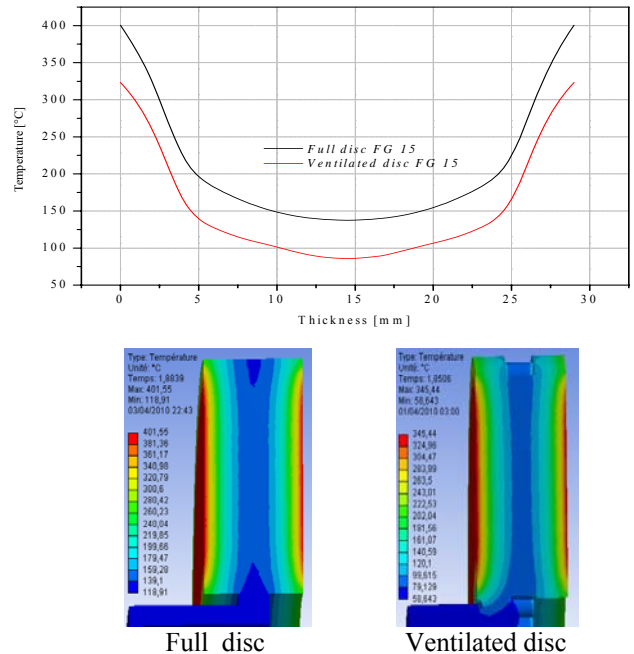 400
350
300
250
200
150
100
50
Temperature [°C]
Full disc FG 15
Ventilated disc FG 15
0 5 10 15 20 25 30
Thickness [mm]
Type: Température
Unité: °C
Temps: 1,8839
Max: 401,55
Min: 118,91
03/04/2010 22:43
401,55
381,36
361,17
340,98
320,79
300,6
280,42
260,23
240,04
219,85
199,66
179,47
159,28
139,1
118,91
Type: Température
Unité: °C
Temps: 1,8506
Max: 345,44
Min: 58,643
01/04/2010 03:00
345,44
324,96
304,47
283,99
263,5
243,01
222,53
202,04
181,56
161,07
140,59
120,1
99,615
79,129
58,643
Full disc
Ventilated disc